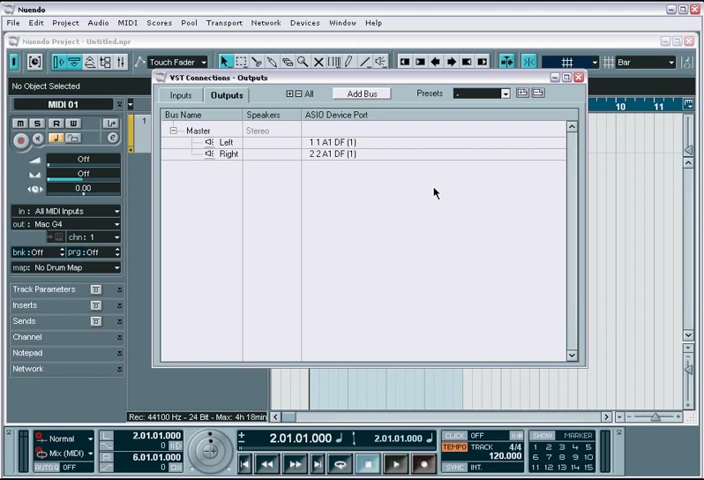 Nuendo
File Edit Project Audio MIDI Scores Pool Transport Network Devices Window Help
Nuendo Project - Untitled.npr
Touch Fader
Bar
No Object Selected
VST Connections - Outputs
MIDI 01
Inputs Outputs All Add Bus Presets -
10 11
Bus Name Speakers ASIO Device Port
M S R W
1
Master Stereo
Left 1 1 A1 DF (1)
Right 2 2 A1 DF (1)
Off
Off
0.00
in : All MIDI Inputs
out : Mac G4
chn: 1
bnk: Off prg: Off
map: No Drum Map
Track Parameters
Inserts
Sends
Channel
Notepad
Network
Rec: 44100 Hz - 24 Bit - Max: 4h 18min
Normal L 2.01.01.000 2.01.01.000 2.01.01.000 CLICK OFF SHOW MARKER
0
Mix (MIDI) 0 TEMPO TRACK 4/4 1 2 3 4 5
120.000 6 7 8 9 10
AUTO Q OFF R 6.01.01.000 SYNC INT. 11 12 13 14 15